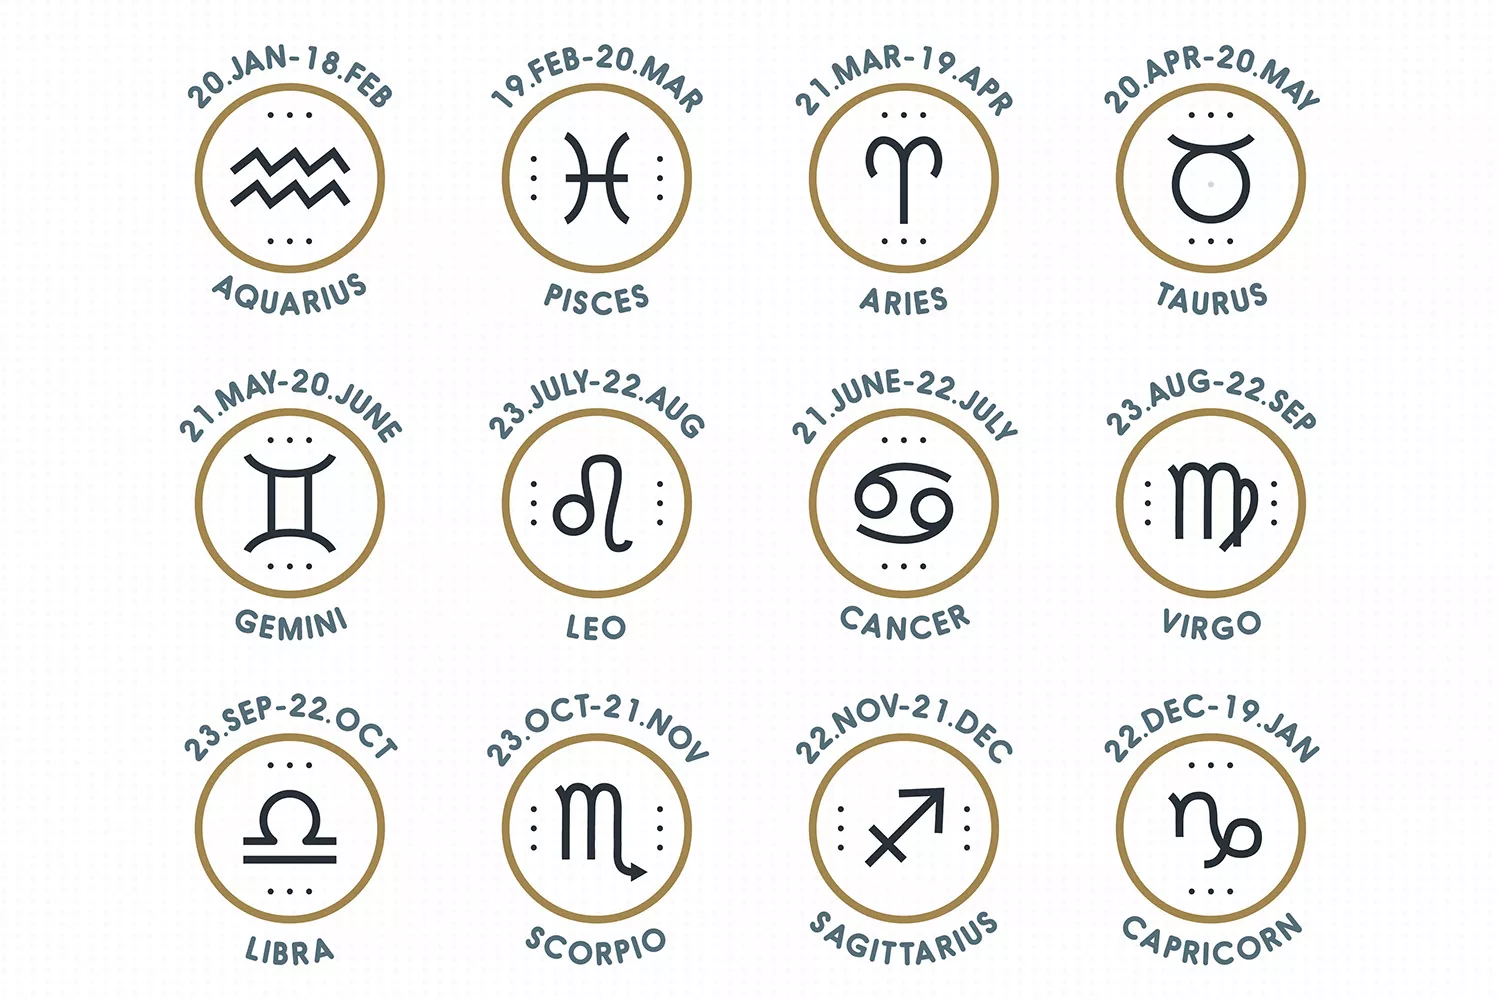 20.JAN-18.FEB
AQUARIUS
19.FEB-20.MAR
PISCES
21.MAR-19.APR
ARIES
20.APR-20.MAY
TAURUS
21.MAY-20.JUNE
GEMINI
23.JULY-22.AUG
LEO
21.JUNE-22.JULY
CANCER
23.AUG-22.SEP
VIRGO
23.SEP-22.OCT
LIBRA
23.OCT-21.NOV
SCORPIO
22.NOV-21.DEC
SAGITTARIUS
22.DEC-19.JAN
CAPRICORN